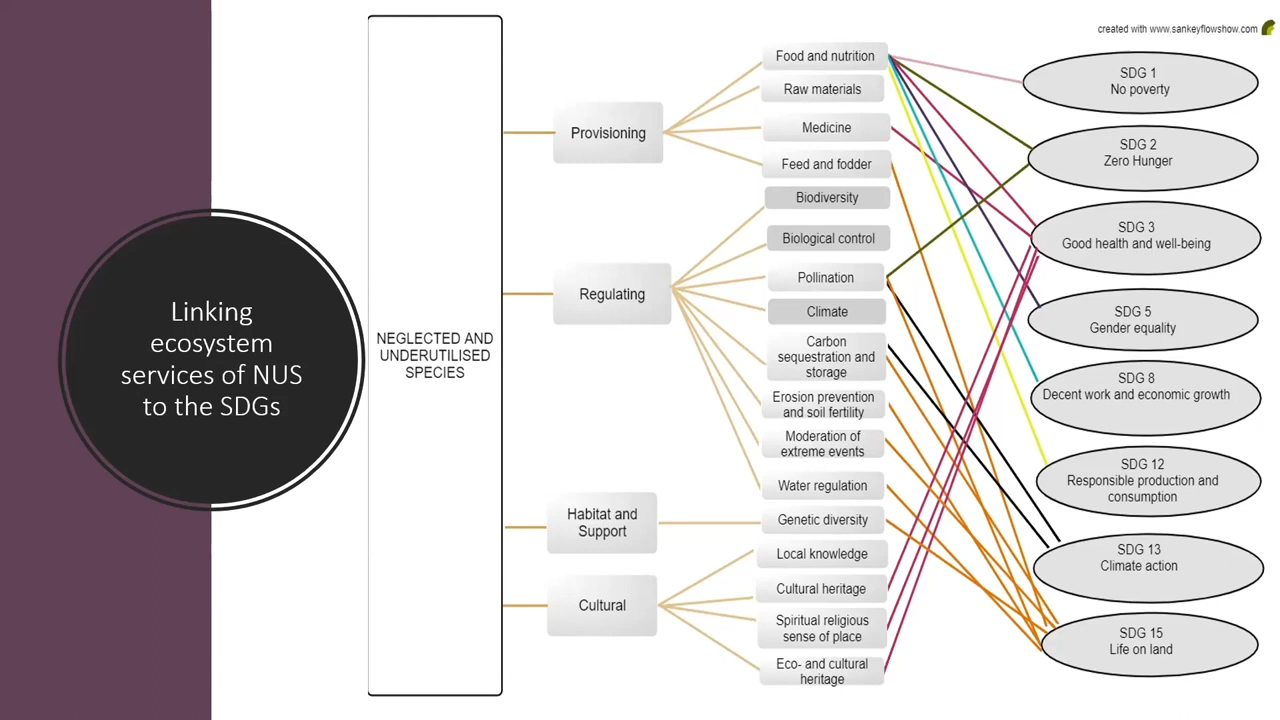 created with www.sankeyflowshow.com
Linking
ecosystem
services of NUS
to the SDGs
NEGLECTED AND
UNDERUTILISED
SPECIES
Provisioning
Regulating
Habitat and
Support
Cultural
Food and nutrition
Raw materials
Medicine
Feed and fodder
Biodiversity
Biological control
Pollination
Climate
Carbon
sequestration and
storage
Erosion prevention
and soil fertility
Moderation of
extreme events
Water regulation
Genetic diversity
Local knowledge
Cultural heritage
Spiritual religious
sense of place
Eco- and cultural
heritage
SDG 1
No poverty
SDG 2
Zero Hunger
SDG 3
Good health and well-being
SDG 5
Gender equality
SDG 8
Decent work and economic growth
SDG 12
Responsible production and
consumption
SDG 13
Climate action
SDG 15
Life on land